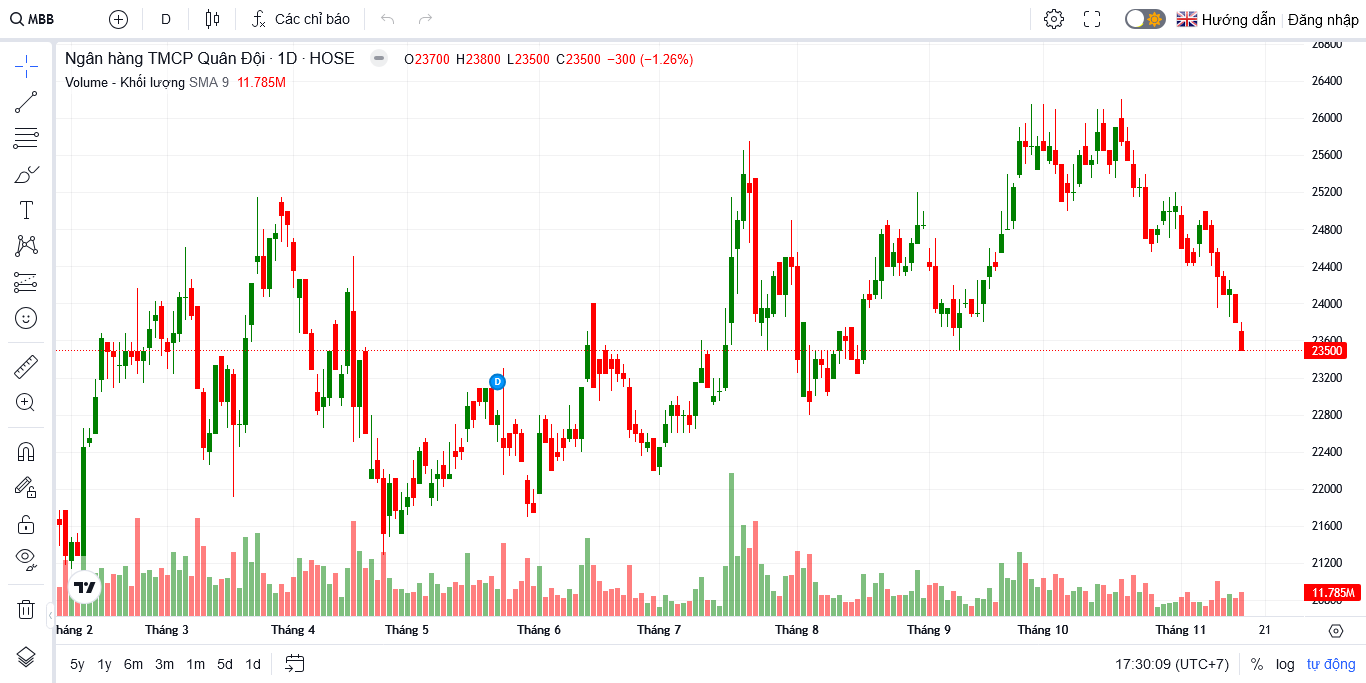 MBB D Các chỉ báo Hướng dẫn Đăng nhập
Ngân hàng TMCP Quân Đội · 1D · HOSE O23700 H23800 L23500 C23500 −300 (−1.26%)
Volume - Khối lượng SMA 9 11.785M
26800
26400
26000
25600
25200
24800
24400
24000
23600
23500
23200
D
22800
22400
22000
21600
21200
11.785M
20800
háng 2 Tháng 3 Tháng 4 Tháng 5 Tháng 6 Tháng 7 Tháng 8 Tháng 9 Tháng 10 Tháng 11 21
5y 1y 6m 3m 1m 5d 1d 17:30:09 (UTC+7) % log tự động